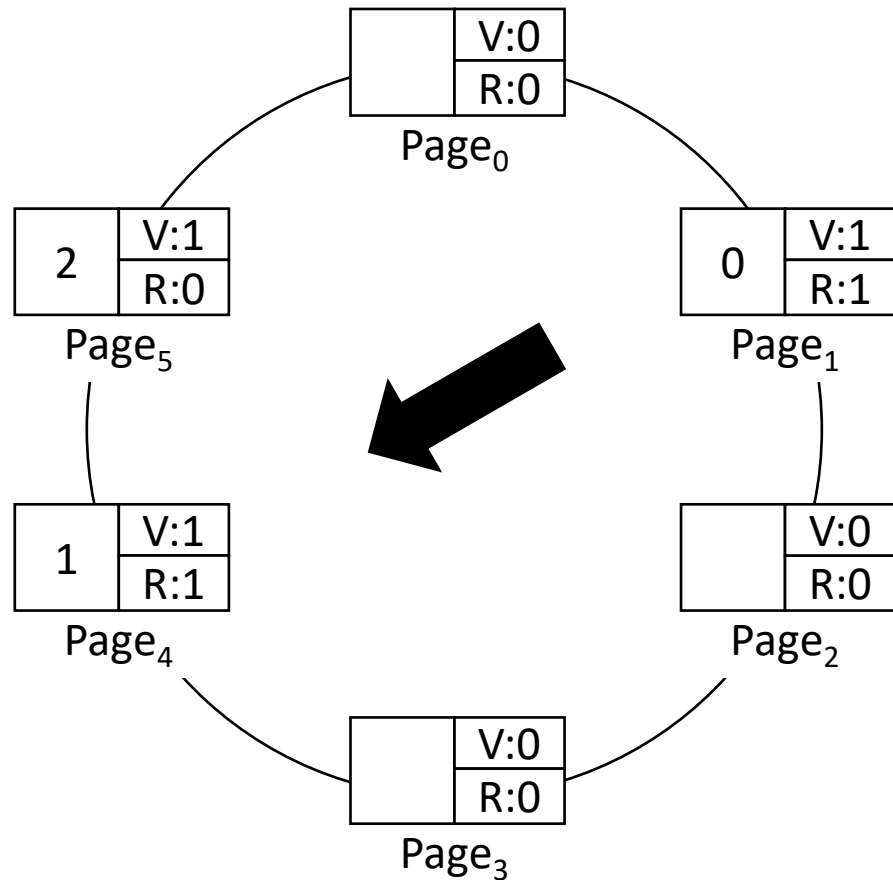 V:0
R:0
Page₀
2
V:1
R:0
Page₅
0
V:1
R:1
Page₁
1
V:1
R:1
Page₄
V:0
R:0
Page₂
V:0
R:0
Page₃